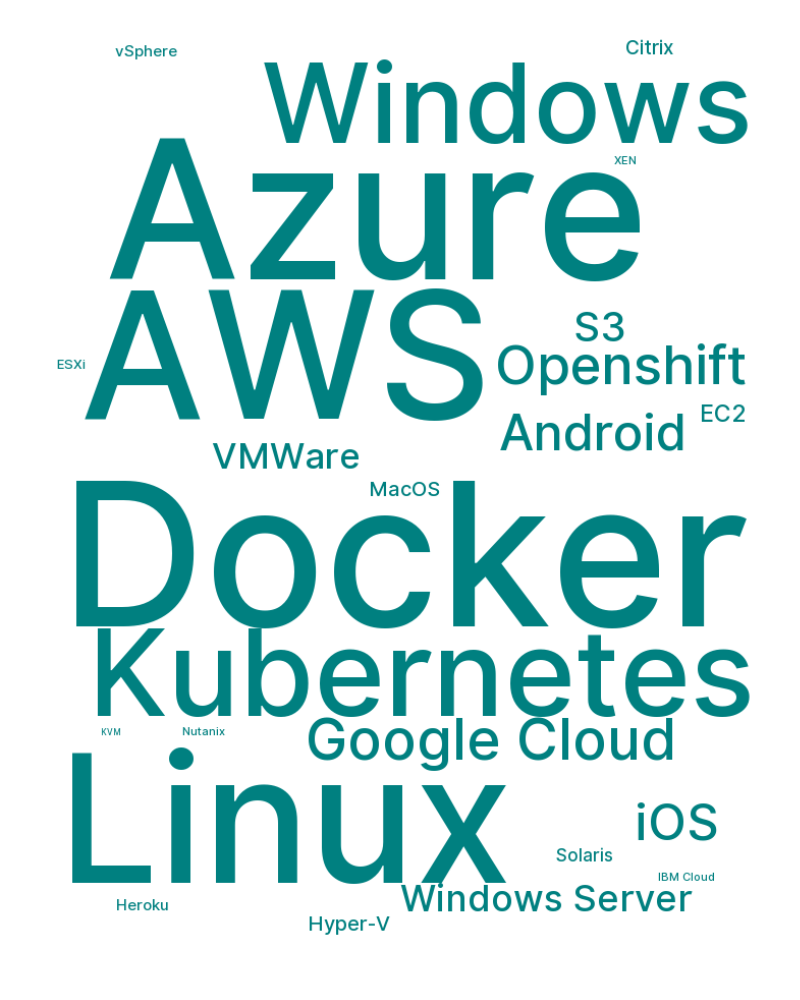 vSphere
Citrix
Windows
XEN
Azure
AWS
S3
Openshift
ESXi
EC2
Android
VMWare
MacOS
Docker
Kubernetes
KVM
Nutanix
Google Cloud
Linux
iOS
Solaris
IBM Cloud
Windows Server
Heroku
Hyper-V